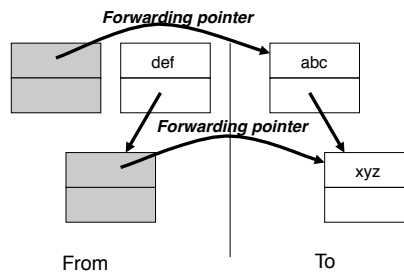 Forwarding pointer
def
abc
Forwarding pointer
xyz
From
To